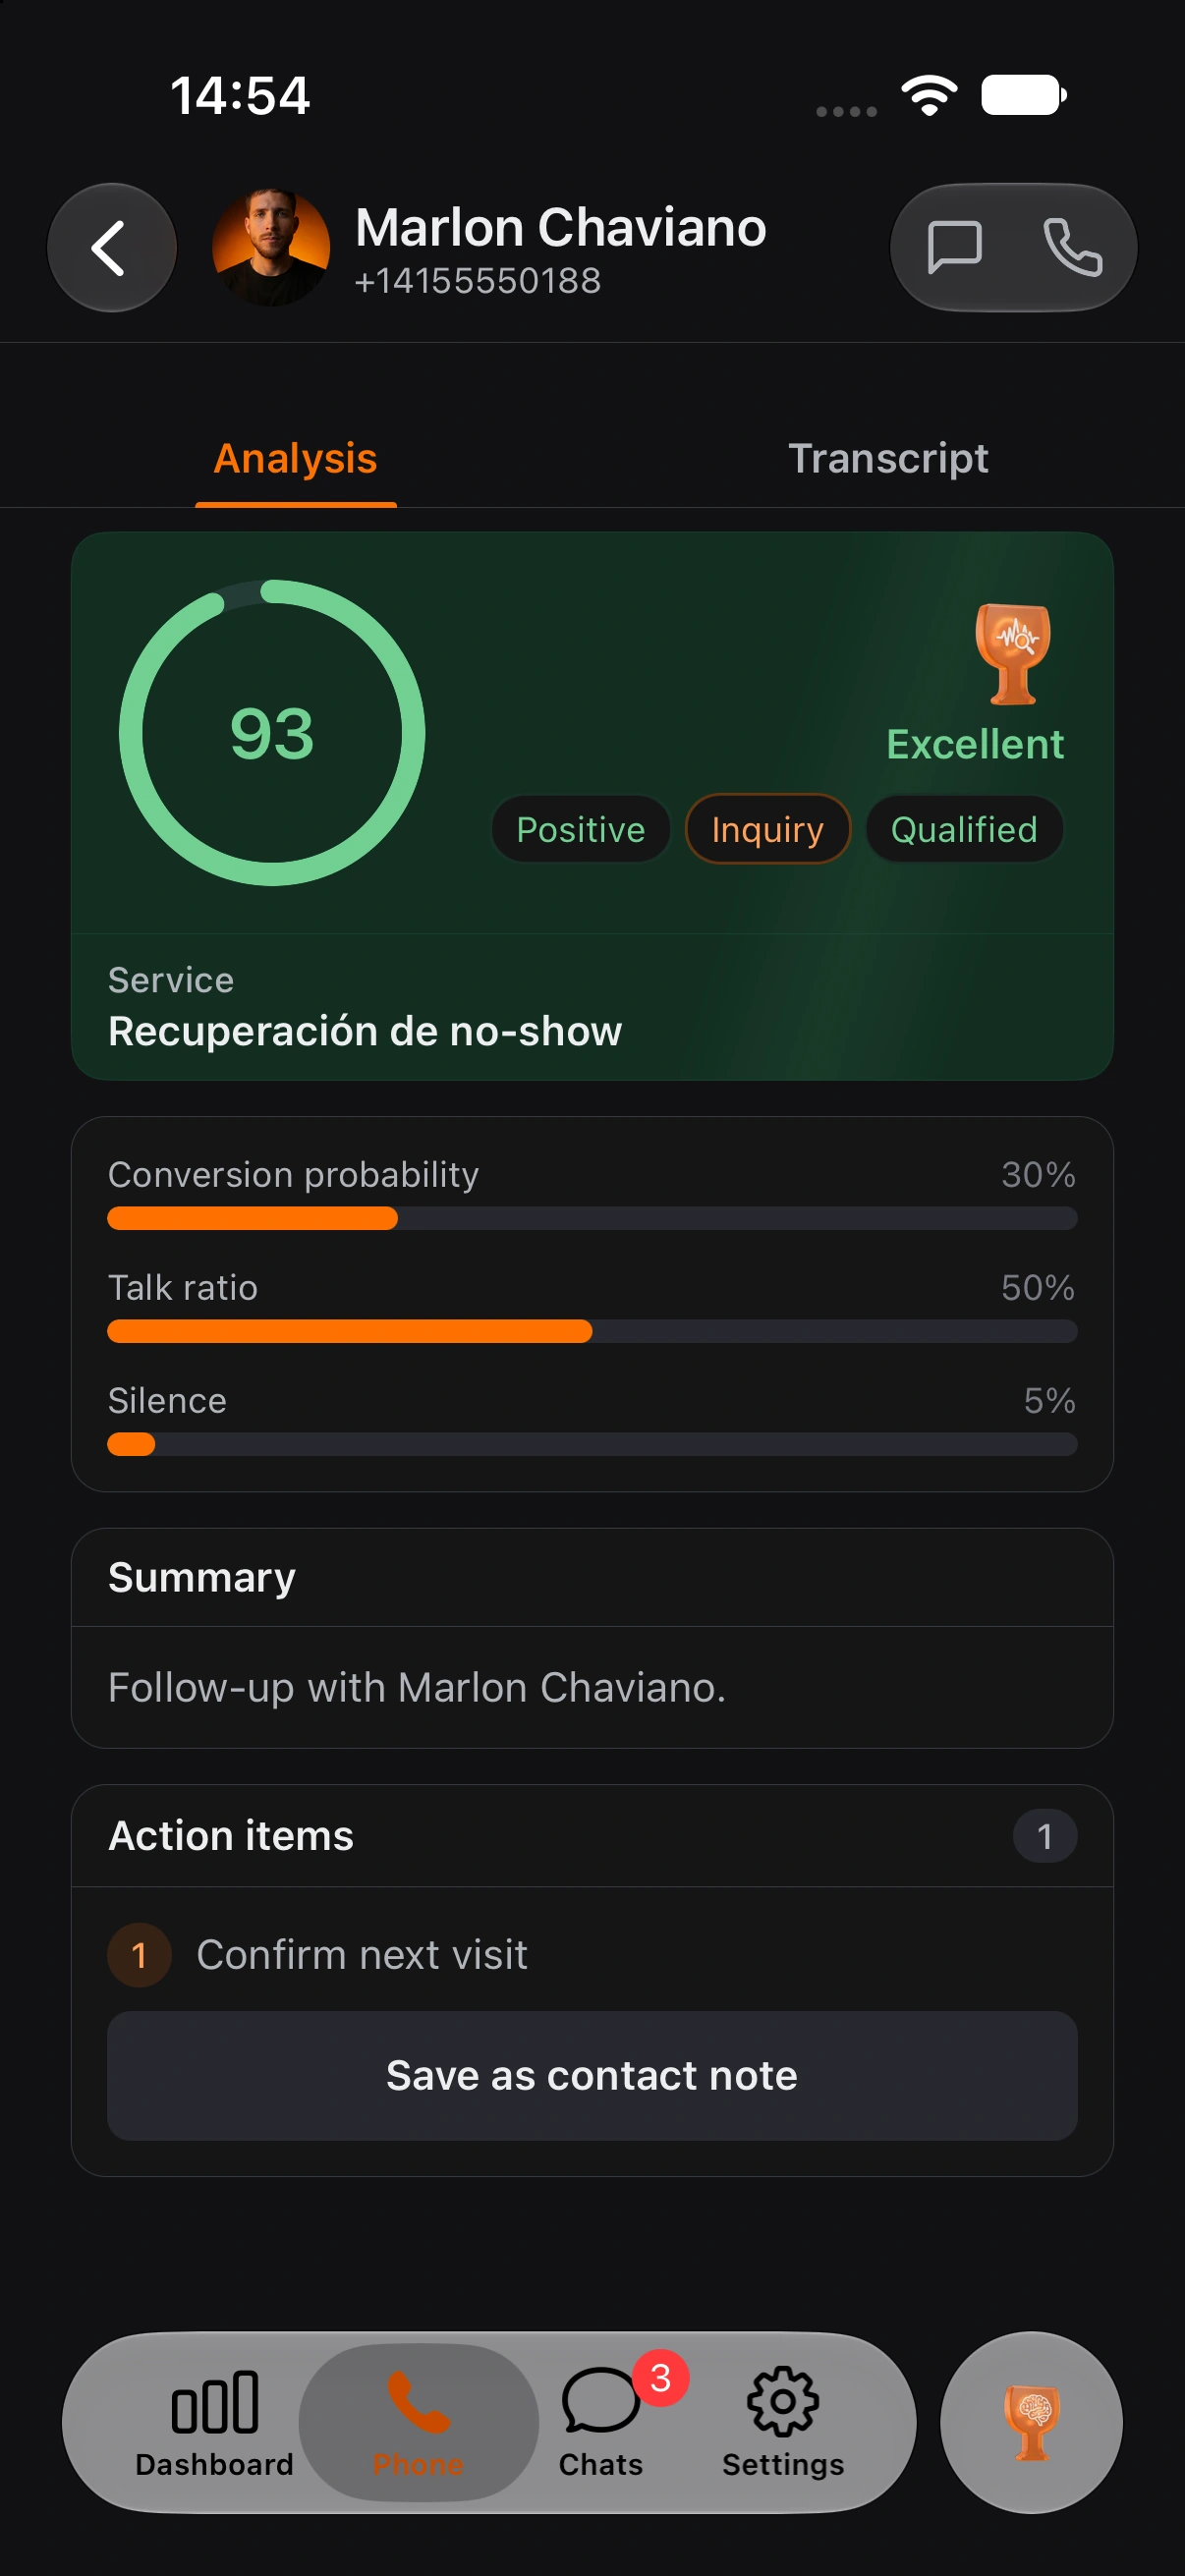 14:54
Marlon Chaviano
+14155550188
Analysis
Transcript
93
Excellent
Positive
Inquiry
Qualified
Service
Recuperación de no-show
Conversion probability
30%
Talk ratio
50%
Silence
5%
Summary
Follow-up with Marlon Chaviano.
Action items
1
1
Confirm next visit
Save as contact note
3
Dashboard
Phone
Chats
Settings